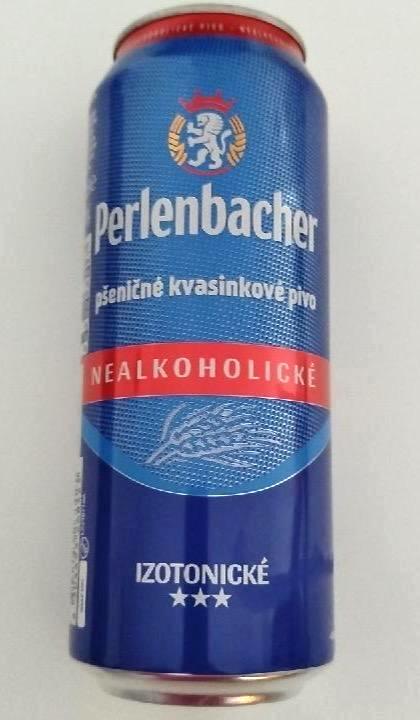 Perlenbacher
pšeničné kvasinkové pivo
NEALKOHOLICKÉ
IZOTONICKÉ